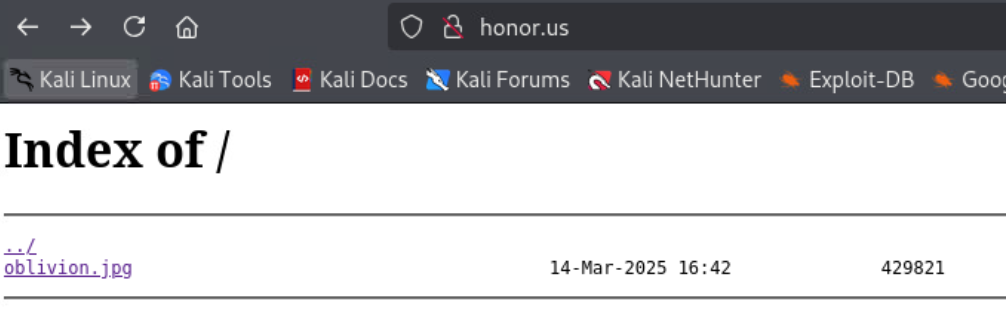 honor.us
Kali Linux Kali Tools Kali Docs Kali Forums Kali NetHunter Exploit-DB
Index of /
../
oblivion.jpg 14-Mar-2025 16:42 429821